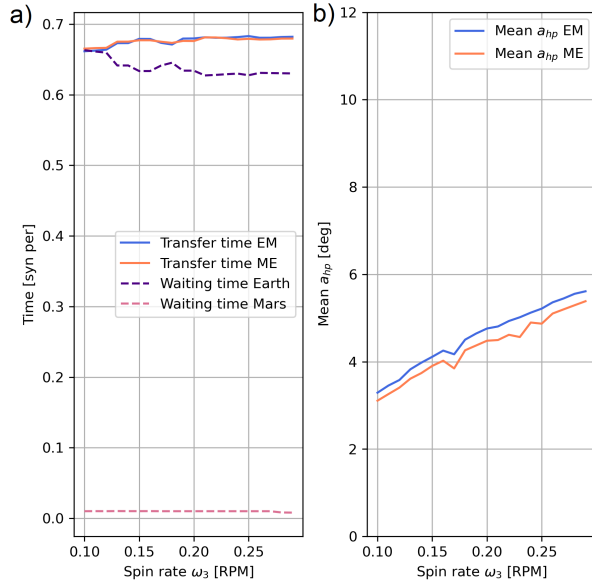 a)
0.7
0.6
0.7
0.2
0.3
0.1
0.0
Time [syn per]
Transfer time EM
Transfer time ME
Waiting time Earth
Waiting time Mars
0.10 0.15 0.20 0.25
Spin rate ω₃ [RPM]
b)
12
10
8
6
4
2
0
Mean a_hp [deg]
Mean a_hp EM
Mean a_hp ME
0.10 0.15 0.20 0.25
Spin rate ω₃ [RPM]